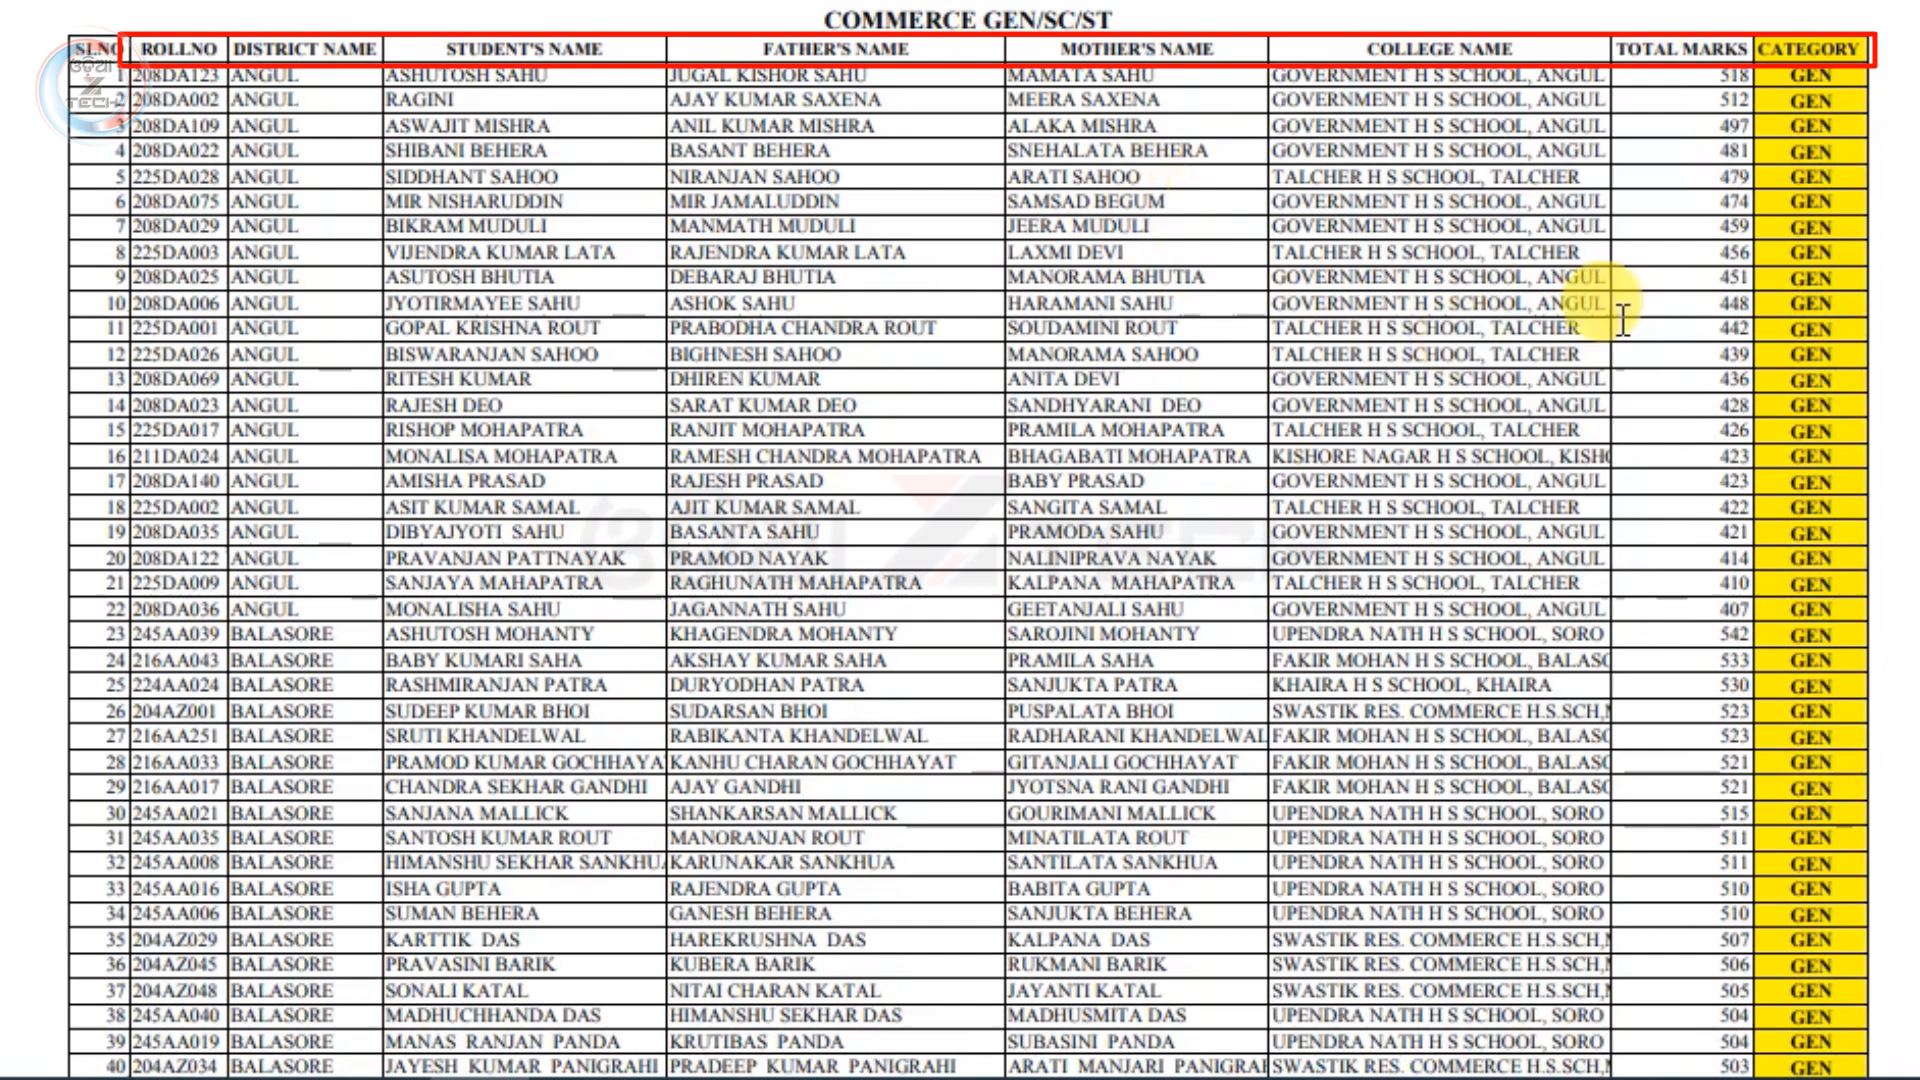 COMMERCE GEN/SC/ST
SLNO ROLLNO DISTRICT NAME STUDENT'S NAME FATHER'S NAME MOTHER'S NAME COLLEGE NAME TOTAL MARKS CATEGORY
1 208DA123 ANGUL ASHUTOSH SAHU JUGAL KISHOR SAHU MAMATA SAHU GOVERNMENT H S SCHOOL, ANGUL 518 GEN
2 208DA002 ANGUL RAGINI AJAY KUMAR SAXENA MEERA SAXENA GOVERNMENT H S SCHOOL, ANGUL 512 GEN
3 208DA109 ANGUL ASWAJIT MISHRA ANIL KUMAR MISHRA ALAKA MISHRA GOVERNMENT H S SCHOOL, ANGUL 497 GEN
4 208DA022 ANGUL SHIBANI BEHERA BASANT BEHERA SNEHALATA BEHERA GOVERNMENT H S SCHOOL, ANGUL 481 GEN
5 225DA028 ANGUL SIDDHANT SAHOO NIRANJAN SAHOO ARATI SAHOO TALCHER H S SCHOOL, TALCHER 479 GEN
6 208DA075 ANGUL MIR NISHARUDDIN MIR JAMALUDDIN SAMSAD BEGUM GOVERNMENT H S SCHOOL, ANGUL 474 GEN
7 208DA029 ANGUL BIKRAM MUDULI MANMATH MUDULI JEERA MUDULI GOVERNMENT H S SCHOOL, ANGUL 459 GEN
8 225DA003 ANGUL VIJENDRA KUMAR LATA RAJENDRA KUMAR LATA LAXMI DEVI TALCHER H S SCHOOL, TALCHER 456 GEN
9 208DA025 ANGUL ASUTOSH BHUTIA DEBARAJ BHUTIA MANORAMA BHUTIA GOVERNMENT H S SCHOOL, ANGUL 451 GEN
10 208DA006 ANGUL JYOTIRMAYEE SAHU ASHOK SAHU HARAMANI SAHU GOVERNMENT H S SCHOOL, ANGUL 448 GEN
11 225DA001 ANGUL GOPAL KRISHNA ROUT PRABODHA CHANDRA ROUT SOUDAMINI ROUT TALCHER H S SCHOOL, TALCHER 442 GEN
12 225DA026 ANGUL BISWARANJAN SAHOO BIGHNESH SAHOO MANORAMA SAHOO TALCHER H S SCHOOL, TALCHER 439 GEN
13 208DA069 ANGUL RITESH KUMAR DHIREN KUMAR ANITA DEVI GOVERNMENT H S SCHOOL, ANGUL 436 GEN
14 208DA023 ANGUL RAJESH DEO SARAT KUMAR DEO SANDHYARANI DEO GOVERNMENT H S SCHOOL, ANGUL 428 GEN
15 225DA017 ANGUL RISHOP MOHAPATRA RANJIT MOHAPATRA PRAMILA MOHAPATRA TALCHER H S SCHOOL, TALCHER 426 GEN
16 211DA024 ANGUL MONALISA MOHAPATRA RAMESH CHANDRA MOHAPATRA BHAGABATI MOHAPATRA KISHORE NAGAR H S SCHOOL, KISHO 423 GEN
17 208DA140 ANGUL AMISHA PRASAD RAJESH PRASAD BABY PRASAD GOVERNMENT H S SCHOOL, ANGUL 423 GEN
18 225DA002 ANGUL ASIT KUMAR SAMAL AJIT KUMAR SAMAL SANGITA SAMAL TALCHER H S SCHOOL, TALCHER 422 GEN
19 208DA035 ANGUL DIBYAJYOTI SAHU BASANTA SAHU PRAMODA SAHU GOVERNMENT H S SCHOOL, ANGUL 421 GEN
20 208DA122 ANGUL PRAVANJAN PATTNAYAK PRAMOD NAYAK NALINIPRAVA NAYAK GOVERNMENT H S SCHOOL, ANGUL 414 GEN
21 225DA009 ANGUL SANJAYA MAHAPATRA RAGHUNATH MAHAPATRA KALPANA MAHAPATRA TALCHER H S SCHOOL, TALCHER 410 GEN
22 208DA036 ANGUL MONALISHA SAHU JAGANNATH SAHU GEETANJALI SAHU GOVERNMENT H S SCHOOL, ANGUL 407 GEN
23 245AA039 BALASORE ASHUTOSH MOHANTY KHAGENDRA MOHANTY SAROJINI MOHANTY UPENDRA NATH H S SCHOOL, SORO 542 GEN
24 216AA043 BALASORE BABY KUMARI SAHA AKSHAY KUMAR SAHA PRAMILA SAHA FAKIR MOHAN H S SCHOOL, BALASO 533 GEN
25 224AA024 BALASORE RASHMIRANJAN PATRA DURYODHAN PATRA SANJUKTA PATRA KHAIRA H S SCHOOL, KHAIRA 530 GEN
26 204AZ001 BALASORE SUDEEP KUMAR BHOI SUDARSAN BHOI PUSPALATA BHOI SWASTIK RES. COMMERCE H.S.SCH, 523 GEN
27 216AA251 BALASORE SRUTI KHANDELWAL RABIKANTA KHANDELWAL RADHARANI KHANDELWAL FAKIR MOHAN H S SCHOOL, BALASO 523 GEN
28 216AA033 BALASORE PRAMOD KUMAR GOCHHAYA KANHU CHARAN GOCHHAYAT GITANJALI GOCHHAYAT FAKIR MOHAN H S SCHOOL, BALASO 521 GEN
29 216AA017 BALASORE CHANDRA SEKHAR GANDHI AJAY GANDHI JYOTSNA RANI GANDHI FAKIR MOHAN H S SCHOOL, BALASO 521 GEN
30 245AA021 BALASORE SANJANA MALLICK SHANKARSAN MALLICK GOURIMANI MALLICK UPENDRA NATH H S SCHOOL, SORO 515 GEN
31 245AA035 BALASORE SANTOSH KUMAR ROUT MANORANJAN ROUT MINATILATA ROUT UPENDRA NATH H S SCHOOL, SORO 511 GEN
32 245AA008 BALASORE HIMANSHU SEKHAR SANKHU KARUNAKAR SANKHUA SANTILATA SANKHUA UPENDRA NATH H S SCHOOL, SORO 511 GEN
33 245AA016 BALASORE ISHA GUPTA RAJENDRA GUPTA BABITA GUPTA UPENDRA NATH H S SCHOOL, SORO 510 GEN
34 245AA006 BALASORE SUMAN BEHERA GANESH BEHERA SANJUKTA BEHERA UPENDRA NATH H S SCHOOL, SORO 510 GEN
35 204AZ029 BALASORE KARTTIK DAS HAREKRUSHNA DAS KALPANA DAS SWASTIK RES. COMMERCE H.S.SCH, 507 GEN
36 204AZ045 BALASORE PRAVASINI BARIK KUBERA BARIK RUKMANI BARIK SWASTIK RES. COMMERCE H.S.SCH, 506 GEN
37 204AZ048 BALASORE SONALI KATAL NITAI CHARAN KATAL JAYANTI KATAL SWASTIK RES. COMMERCE H.S.SCH, 505 GEN
38 245AA040 BALASORE MADHUCHHANDA DAS HIMANSHU SEKHAR DAS MADHUSMITA DAS UPENDRA NATH H S SCHOOL, SORO 504 GEN
39 245AA019 BALASORE MANAS RANJAN PANDA KRUTIBAS PANDA SUBASINI PANDA UPENDRA NATH H S SCHOOL, SORO 504 GEN
40 204AZ034 BALASORE JAYESH KUMAR PANIGRAHI PRADEEP KUMAR PANIGRAHI ARATI MANJARI PANIGRA SWASTIK RES. COMMERCE H.S.SCH, 503 GEN
ଓଡ଼ିଆ
TECH